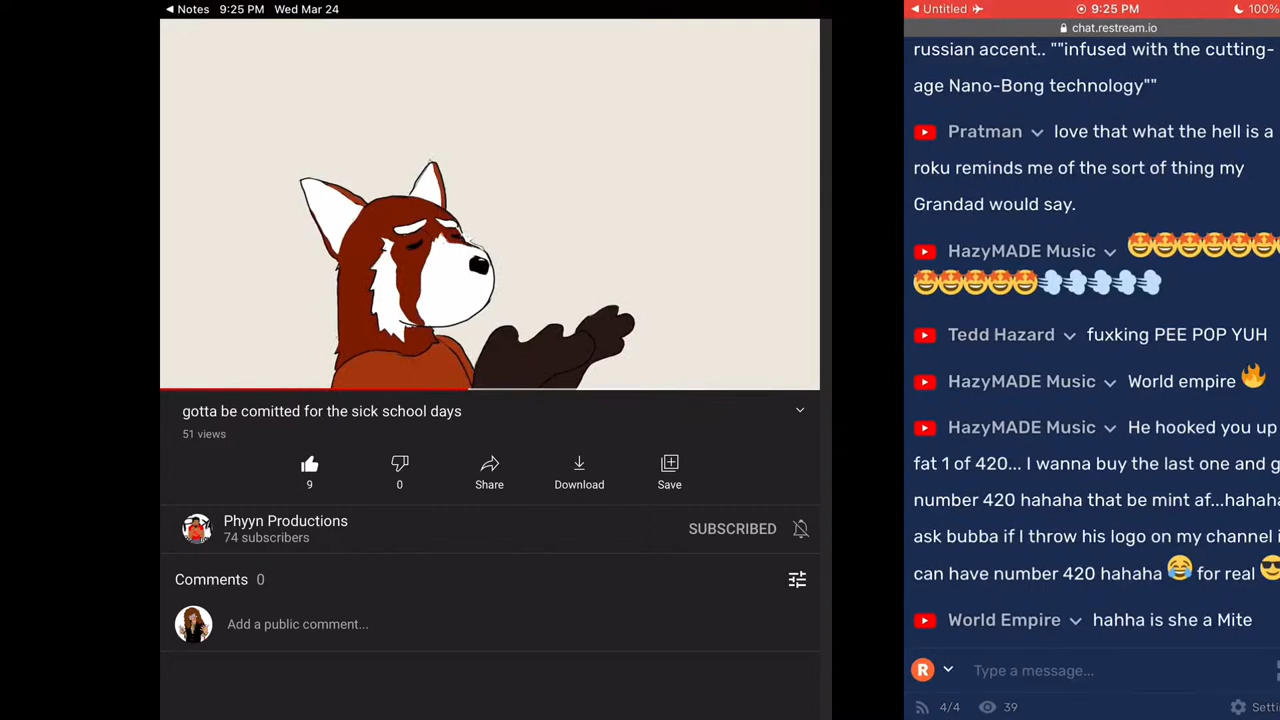 Notes 9:25 PM Wed Mar 24
gotta be comitted for the sick school days
51 views
9
0
Share
Download
Save
Phyyn Productions
74 subscribers
SUBSCRIBED
Comments 0
Add a public comment...
Untitled 9:25 PM 100%
chat.restream.io
russian accent.. ""infused with the cutting-
age Nano-Bong technology""
Pratman love that what the hell is a
roku reminds me of the sort of thing my
Grandad would say.
HazyMADE Music 🤩🤩🤩🤩🤩🤩
🤩🤩🤩🤩🤩💨💨💨💨💨
Tedd Hazard fuxking PEE POP YUH
HazyMADE Music World empire 🔥
HazyMADE Music He hooked you up
fat 1 of 420... I wanna buy the last one and g
number 420 hahaha that be mint af...hahaha
ask bubba if I throw his logo on my channel i
can have number 420 hahaha 😂 for real 😎
World Empire hahha is she a Mite
R Type a message...
4/4 39 Setti